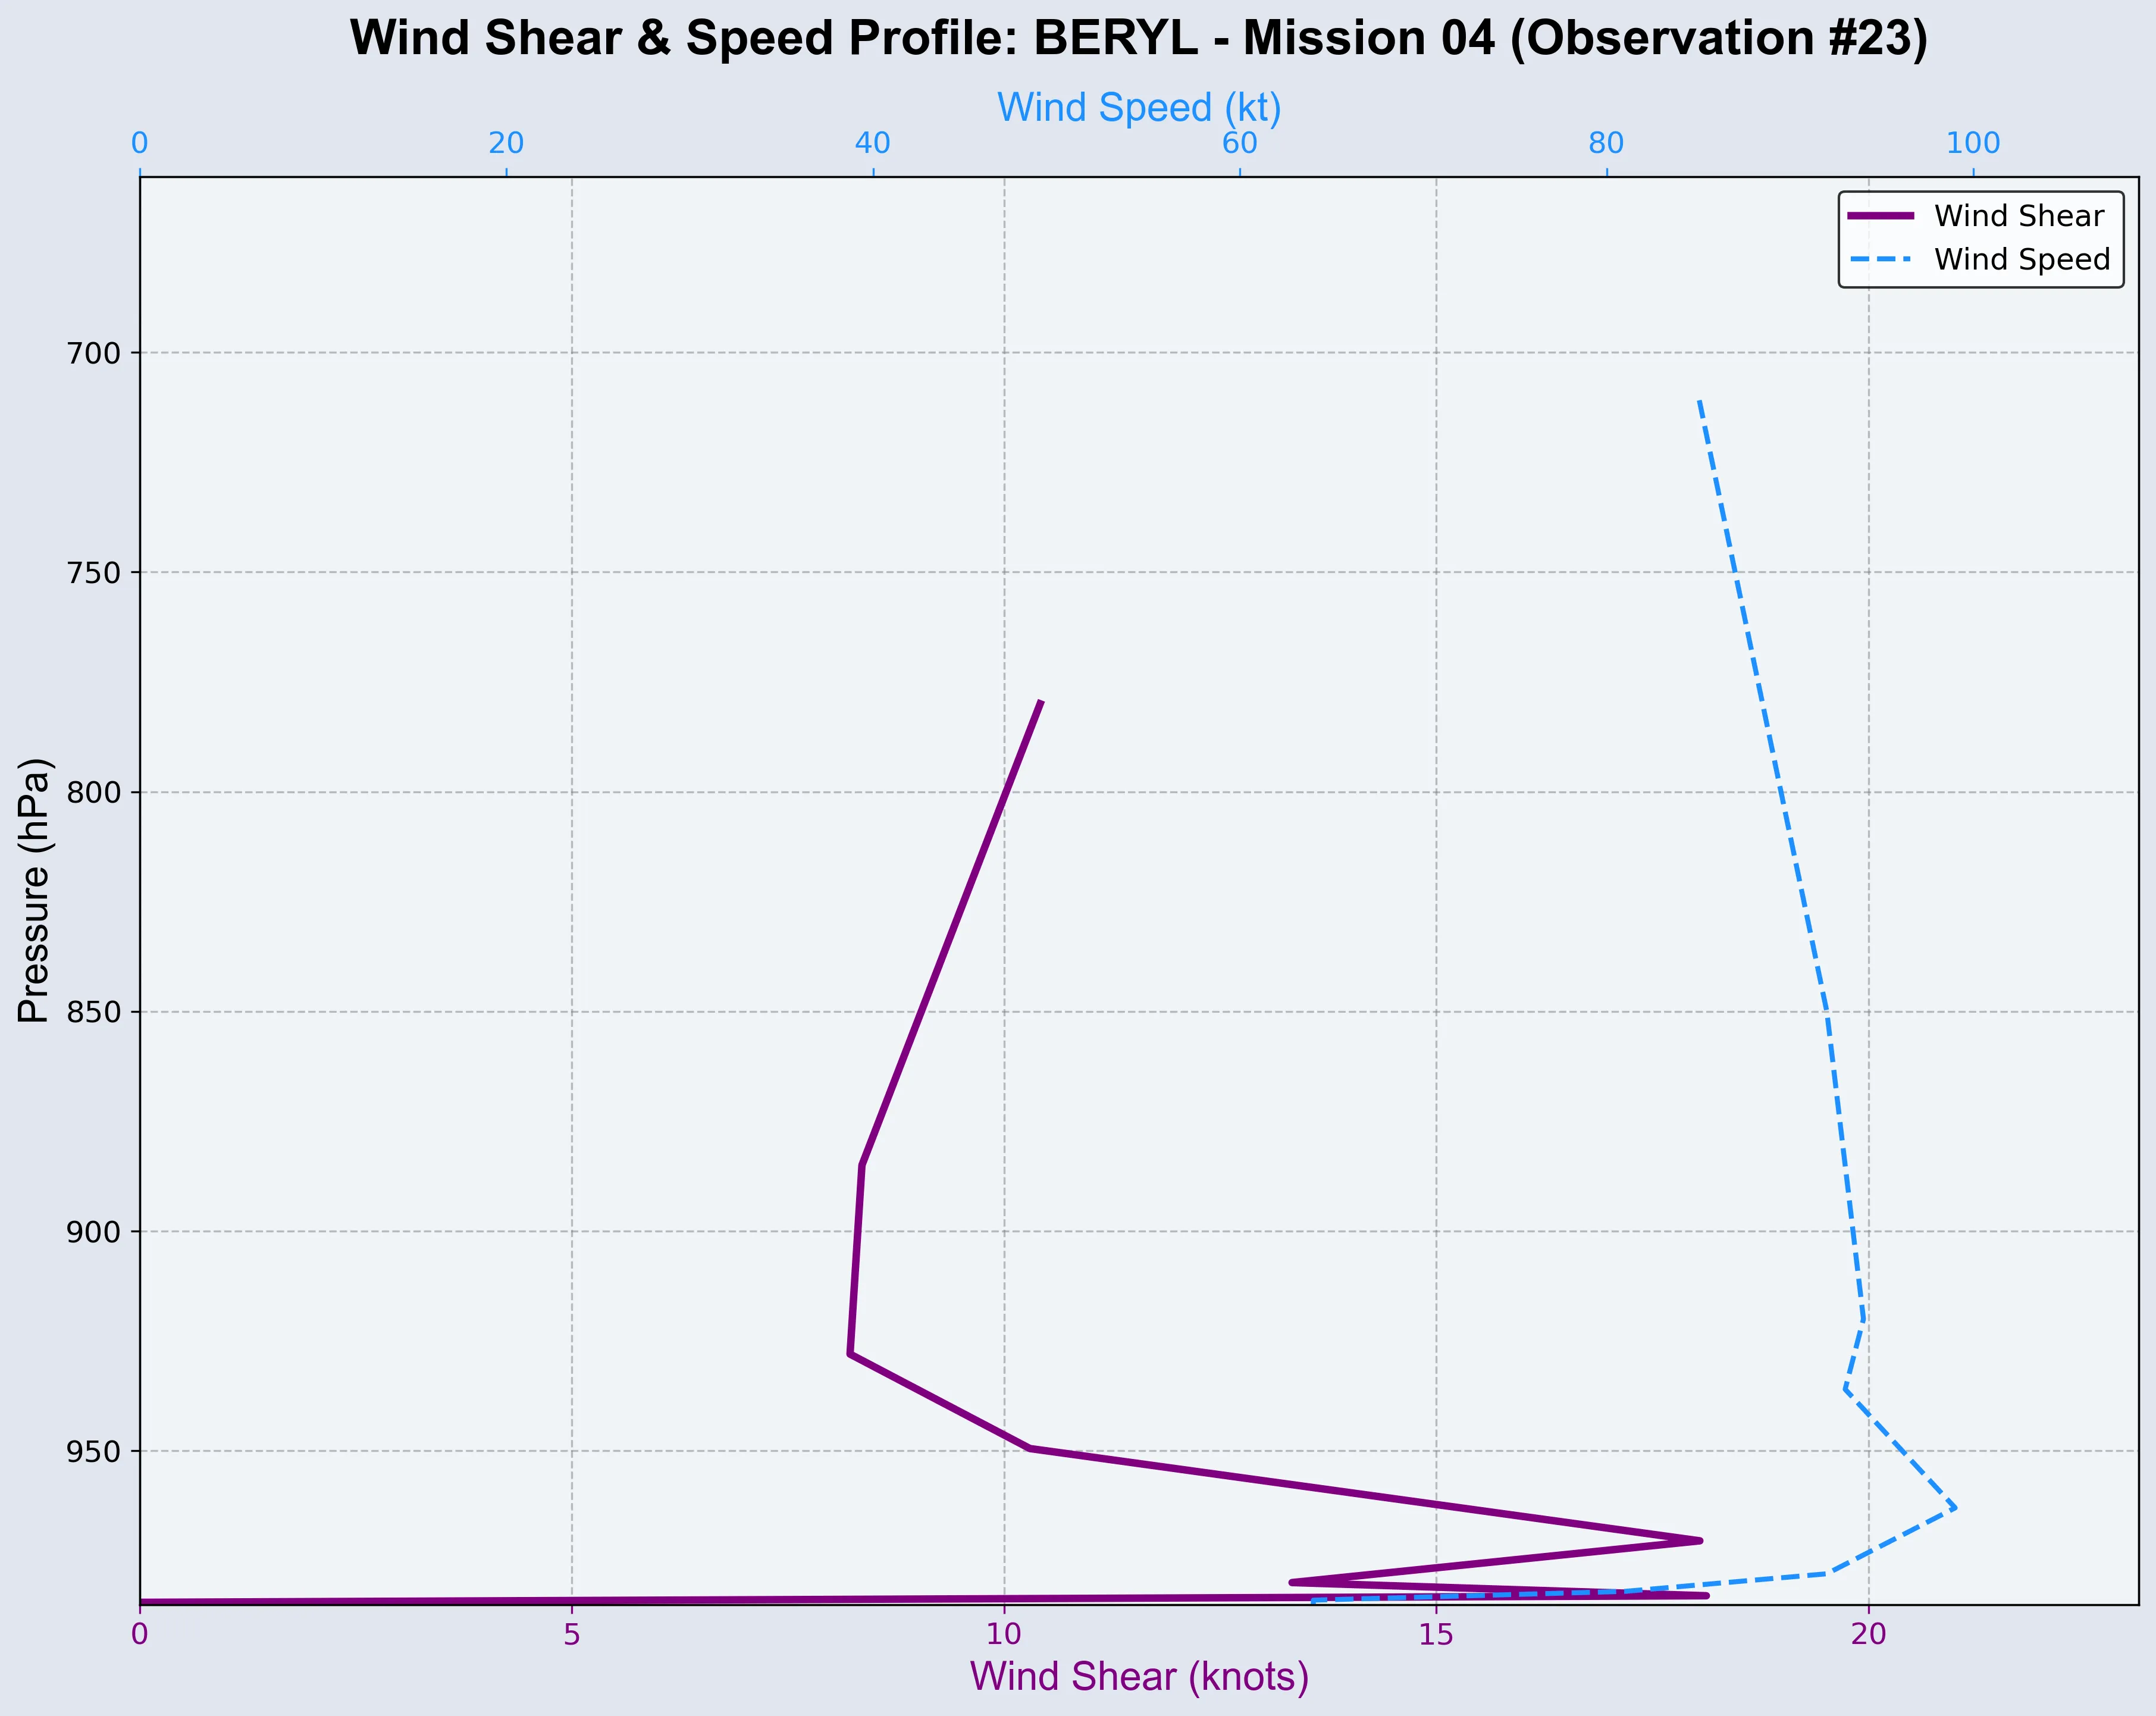 Wind Shear & Speed Profile: BERYL - Mission 04 (Observation #23)
Wind Speed (kt)
0 20 40 60 80 100
Wind Shear
Wind Speed
700
750
800
850
900
950
Pressure (hPa)
0 5 10 15 20
Wind Shear (knots)